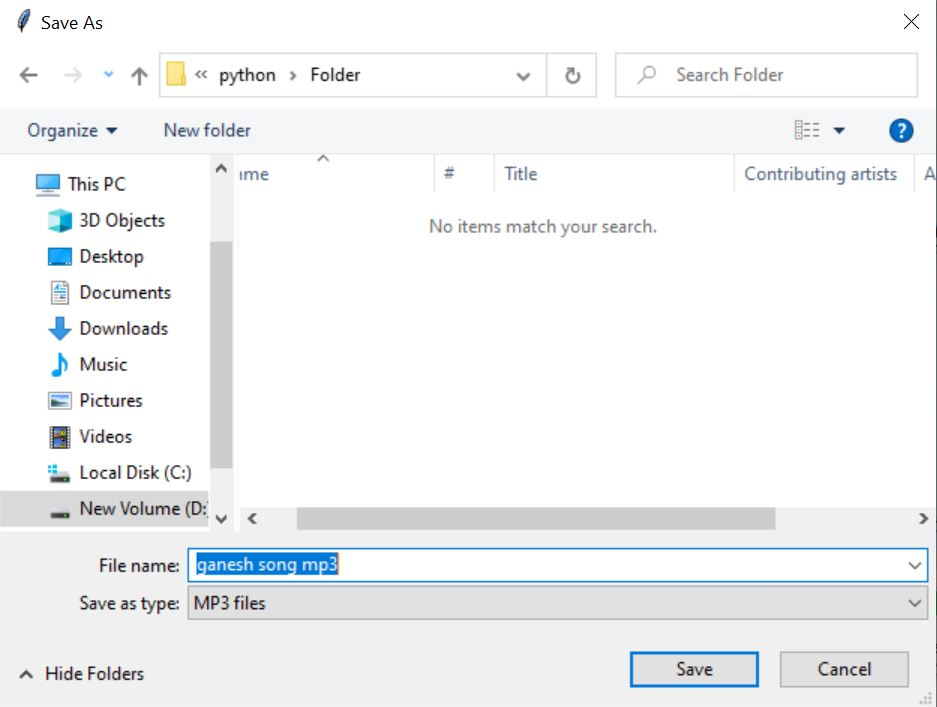 Save As
« python › Folder
Search Folder
Organize
New folder
?
ame # Title Contributing artists A
No items match your search.
This PC
3D Objects
Desktop
Documents
Downloads
Music
Pictures
Videos
Local Disk (C:)
New Volume (D:
File name: ganesh song mp3
Save as type: MP3 files
Hide Folders
Save
Cancel